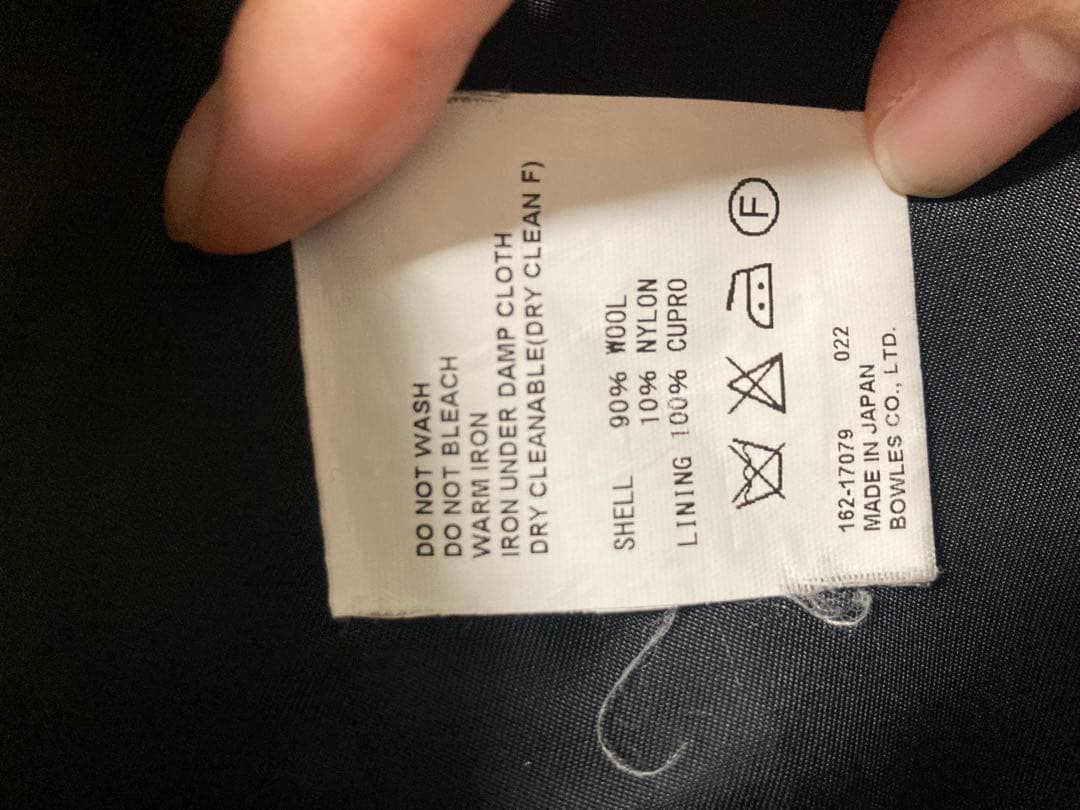 DO NOT WASH
DO NOT BLEACH
WARM IRON
IRON UNDER DAMP CLOTH
DRY CLEANABLE(DRY CLEAN F)
SHELL 90% WOOL
10% NYLON
LINING 100% CUPRO
F
162-17079 022
MADE IN JAPAN
BOWLES CO., LTD.